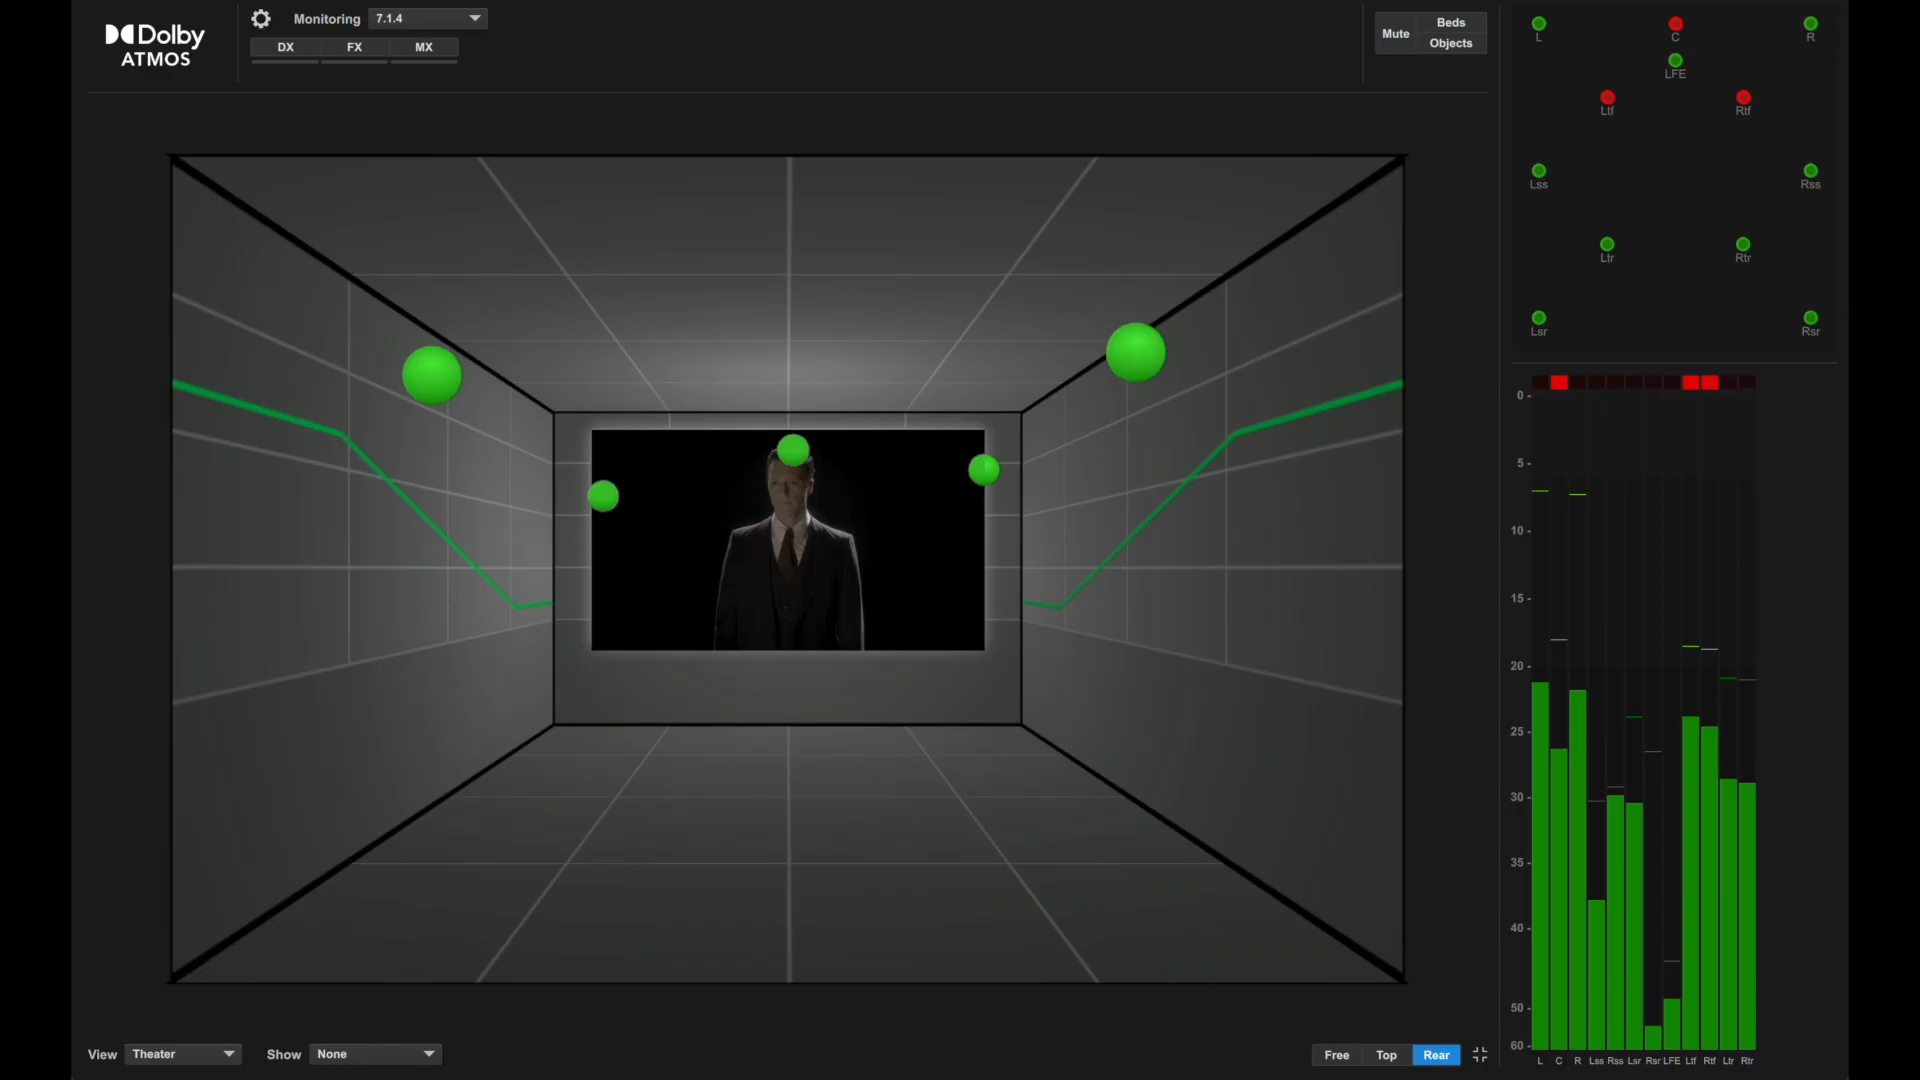 Dolby
ATMOS
Monitoring 7.1.4
DX FX MX
Mute
Beds
Objects
L C R
LFE
Ltf Rtf
Lss Rss
Ltr Rtr
Lsr Rsr
0 -
5 -
10 -
15 -
20 -
25 -
30 -
35 -
40 -
50 -
60 -
L C R Lss Rss Lsr Rsr LFE Ltf Rtf Ltr Rtr
View Theater Show None
Free Top Rear